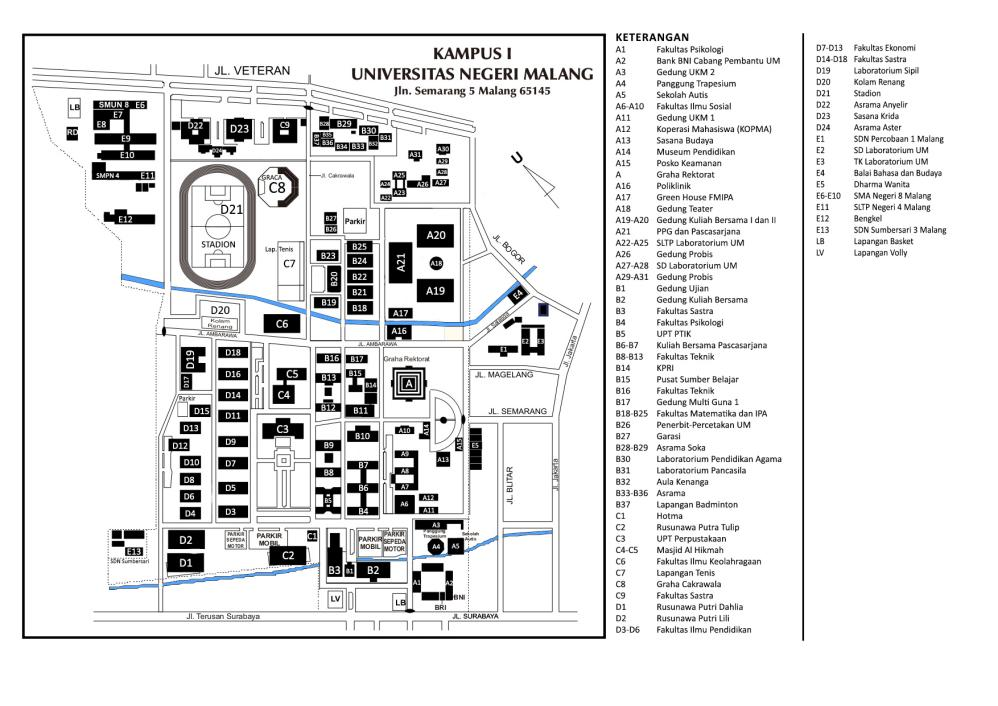 KAMPUS I
UNIVERSITAS NEGERI MALANG
Jln. Semarang 5 Malang 65145
JL. VETERAN
LB
SMUN 8 E6
E7
E8
RD
E9
E10
SMPN 4 E11
E12
D22
D23
D24
C9
B28
B29
B30
B31
B32
B35
B36
B37
B34
B33
A31
A30
A29
A28
A27
A26
A25
A24
A23
A22
U
Jl. Cakrawala
GRACA
C8
D21
STADION
Lap. Tenis
C7
B27
B26
Parkir
B25
B24
B23
B22
B20
B21
B19
B18
A21
A20
A18
A19
A17
A16
JL. BOGOR
E4
E2
E3
E1
Jl. Jakarta
JL. MAGELANG
JL. SEMARANG
D20
Kolam
Renang
C6
JL. AMBARAWA
JL. AMBARAWA
D19
D17
D18
D16
D14
D11
Parkir
D15
D13
D12
D10
D9
D8
D7
D6
D5
D4
D3
C5
C4
C3
B16
B17
B13
B15
B14
B12
B11
Graha Rektorat
A
B10
B9
B8
B7
B6
B5
B4
A10
A14
A15
A13
A9
A8
A7
A6
A12
A11
E5
JL. BLITAR
Jl. Jakarta
E13
SDN Sumbersari
D2
D1
PARKIR
SEPEDA
MOTOR
PARKIR
MOBIL
C1
C2
B3
B1
B2
PARKIR
MOBIL
PARKIR
SEPEDA
MOTOR
A3
Panggung
Trapesium
Sekolah
Autis
A4
A5
A1
A2
BNI
BRI
LV
LB
Jl. Terusan Surabaya
JL. SURABAYA
KETERANGAN
A1 Fakultas Psikologi
A2 Bank BNI Cabang Pembantu UM
A3 Gedung UKM 2
A4 Panggung Trapesium
A5 Sekolah Autis
A6-A10 Fakultas Ilmu Sosial
A11 Gedung UKM 1
A12 Koperasi Mahasiswa (KOPMA)
A13 Sasana Budaya
A14 Museum Pendidikan
A15 Posko Keamanan
A Graha Rektorat
A16 Poliklinik
A17 Green House FMIPA
A18 Gedung Teater
A19-A20 Gedung Kuliah Bersama I dan II
A21 PPG dan Pascasarjana
A22-A25 SLTP Laboratorium UM
A26 Gedung Probis
A27-A28 SD Laboratorium UM
A29-A31 Gedung Probis
B1 Gedung Ujian
B2 Gedung Kuliah Bersama
B3 Fakultas Sastra
B4 Fakultas Psikologi
B5 UPT PTIK
B6-B7 Kuliah Bersama Pascasarjana
B8-B13 Fakultas Teknik
B14 KPRI
B15 Pusat Sumber Belajar
B16 Fakultas Teknik
B17 Gedung Multi Guna 1
B18-B25 Fakultas Matematika dan IPA
B26 Penerbit-Percetakan UM
B27 Garasi
B28-B29 Asrama Soka
B30 Laboratorium Pendidikan Agama
B31 Laboratorium Pancasila
B32 Aula Kenanga
B33-B36 Asrama
B37 Lapangan Badminton
C1 Hotma
C2 Rusunawa Putra Tulip
C3 UPT Perpustakaan
C4-C5 Masjid Al Hikmah
C6 Fakultas Ilmu Keolahragaan
C7 Lapangan Tenis
C8 Graha Cakrawala
C9 Fakultas Sastra
D1 Rusunawa Putri Dahlia
D2 Rusunawa Putri Lili
D3-D6 Fakultas Ilmu Pendidikan
D7-D13 Fakultas Ekonomi
D14-D18 Fakultas Sastra
D19 Laboratorium Sipil
D20 Kolam Renang
D21 Stadion
D22 Asrama Anyelir
D23 Sasana Krida
D24 Asrama Aster
E1 SDN Percobaan 1 Malang
E2 SD Laboratorium UM
E3 TK Laboratorium UM
E4 Balai Bahasa dan Budaya
E5 Dharma Wanita
E6-E10 SMA Negeri 8 Malang
E11 SLTP Negeri 4 Malang
E12 Bengkel
E13 SDN Sumbersari 3 Malang
LB Lapangan Basket
LV Lapangan Volly